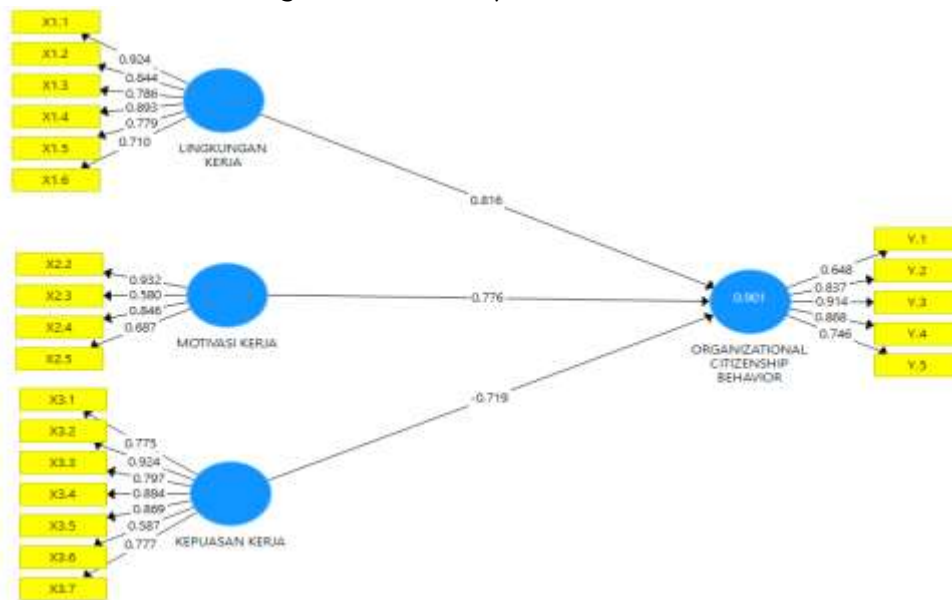 X1.1
X1.2
X1.3
X1.4
X1.5
X1.6
0.924
0.844
0.786
0.893
0.779
0.710
LINGKUNGAN
KERJA
0.816
X2.2
X2.3
X2.4
X2.5
0.932
0.580
0.846
0.687
MOTIVASI KERJA
0.776
X3.1
X3.2
X3.3
X3.4
X3.5
X3.6
X3.7
0.775
0.924
0.797
0.884
0.869
0.587
0.777
KEPUASAN KERJA
-0.719
0.901
ORGANIZATIONAL
CITIZENSHIP
BEHAVIOR
0.648
0.837
0.914
0.868
0.746
Y.1
Y.2
Y.3
Y.4
Y.5